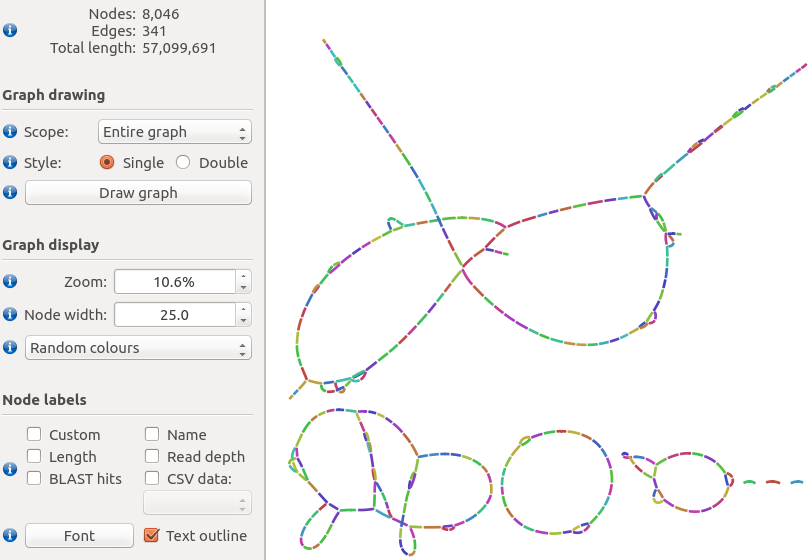 Nodes: 8,046
Edges: 341
Total length: 57,099,691
Graph drawing
Scope: Entire graph
Style: Single Double
Draw graph
Graph display
Zoom: 10.6%
Node width: 25.0
Random colours
Node labels
Custom Name
Length Read depth
BLAST hits CSV data:
Font Text outline